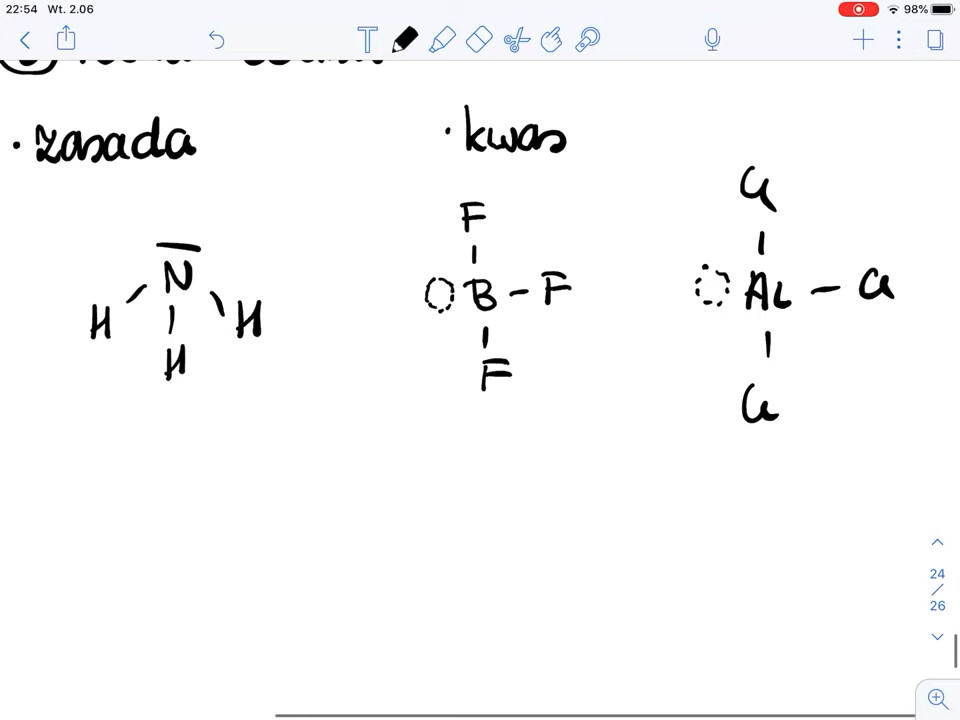 22:54 Wt. 2.06
98%
T
· zasada
· kwas
F
Cl
N
B - F
Al - Cl
H
H
H
F
Cl
24
/
26